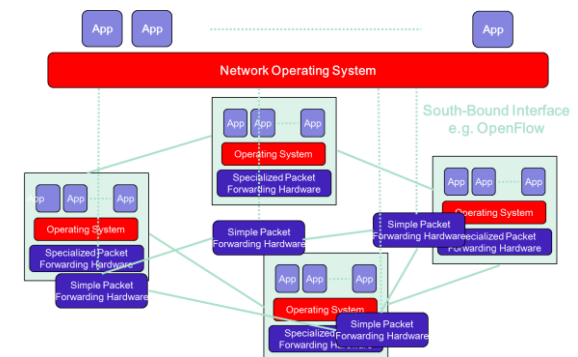 App App App
Network Operating System
South-Bound Interface
e.g. OpenFlow
App App App
Operating System
Specialized Packet
Forwarding Hardware
App App App
Operating System
Specialized Packet
Forwarding Hardware
Simple Packet
Forwarding Hardware
Simple Packet
Forwarding Hardware
Simple Packet
Forwarding Hardware
App App App
Operating System
Specialized Packet
Forwarding Hardware
App App App
Operating System
Simple Packet
Forwarding Hardware